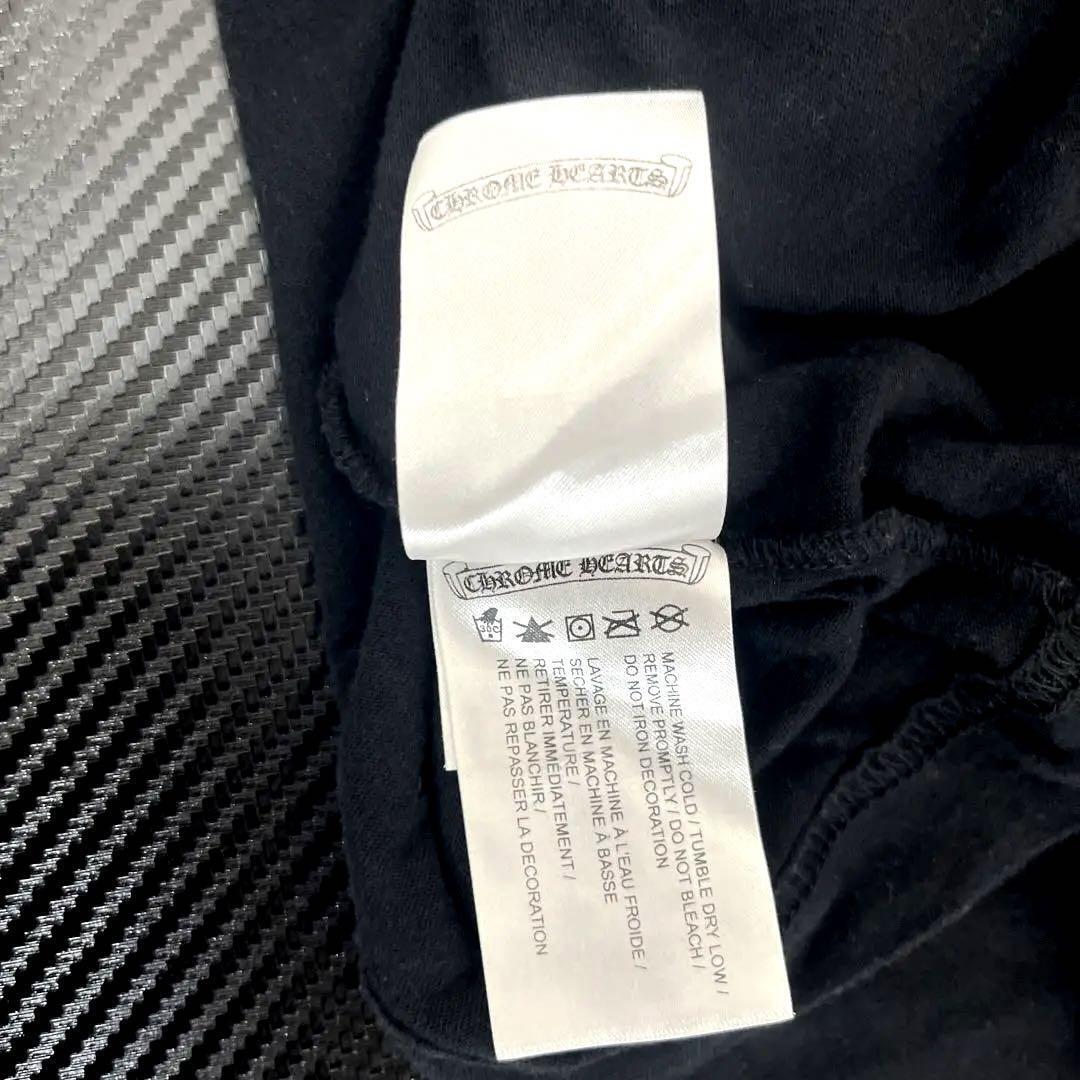 CHROME HEARTS
CHROME HEARTS
30C
MACHINE WASH COLD / TUMBLE DRY LOW /
REMOVE PROMPTLY / DO NOT BLEACH /
DO NOT IRON DECORATION
LAVAGE EN MACHINE À L'EAU FROIDE /
SECHER EN MACHINE À BASSE
TEMPERATURE /
RETIRER IMMÉDIATEMENT /
NE PAS BLANCHIR /
NE PAS REPASSER LA DECORATION